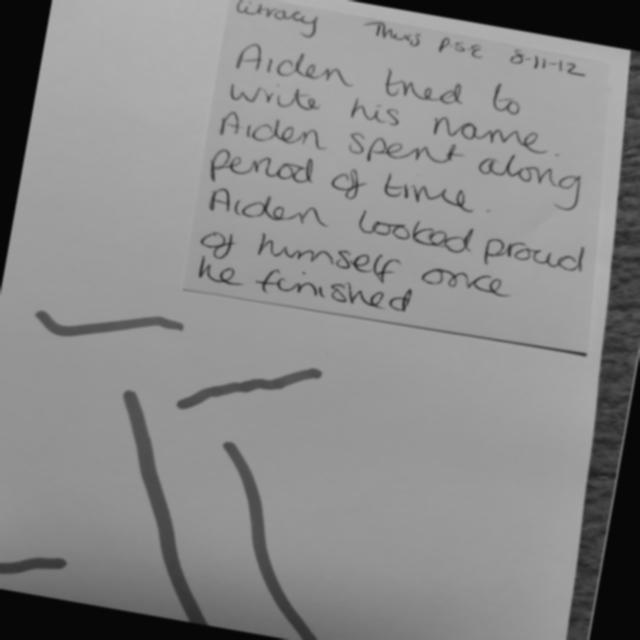 Literacy Thurs PSE 8-11-12
Aiden tried to
write his name.
Aiden spent along
period of time.
Aiden looked proud
of himself once
he finished